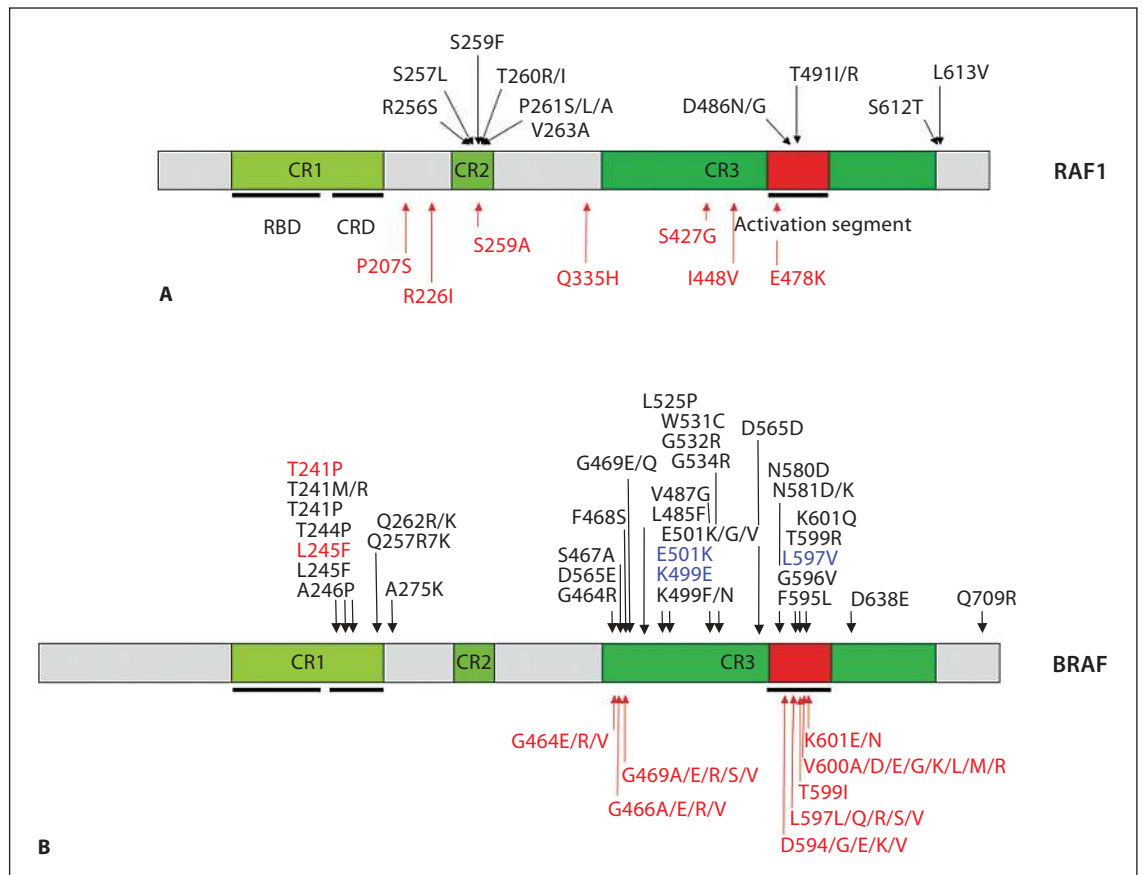 S259F
S257L
T260R/I
R256S
P261S/L/A
V263A
D486N/G
T491I/R
S612T
L613V
CR1
CR2
CR3
RAF1
RBD
CRD
Activation segment
P207S
R226I
S259A
Q335H
S427G
I448V
E478K
A
T241P
T241M/R
T241P
T244P
L245F
L245F
A246P
Q262R/K
Q257R7K
A275K
G469E/Q
F468S
S467A
D565E
G464R
L525P
W531C
G532R
G534R
V487G
L485F
E501K/G/V
E501K
K499E
K499F/N
D565D
N580D
N581D/K
K601Q
T599R
L597V
G596V
F595L
D638E
Q709R
CR1
CR2
CR3
BRAF
G464E/R/V
G469A/E/R/S/V
G466A/E/R/V
K601E/N
V600A/D/E/G/K/L/M/R
T599I
L597L/Q/R/S/V
D594/G/E/K/V
B